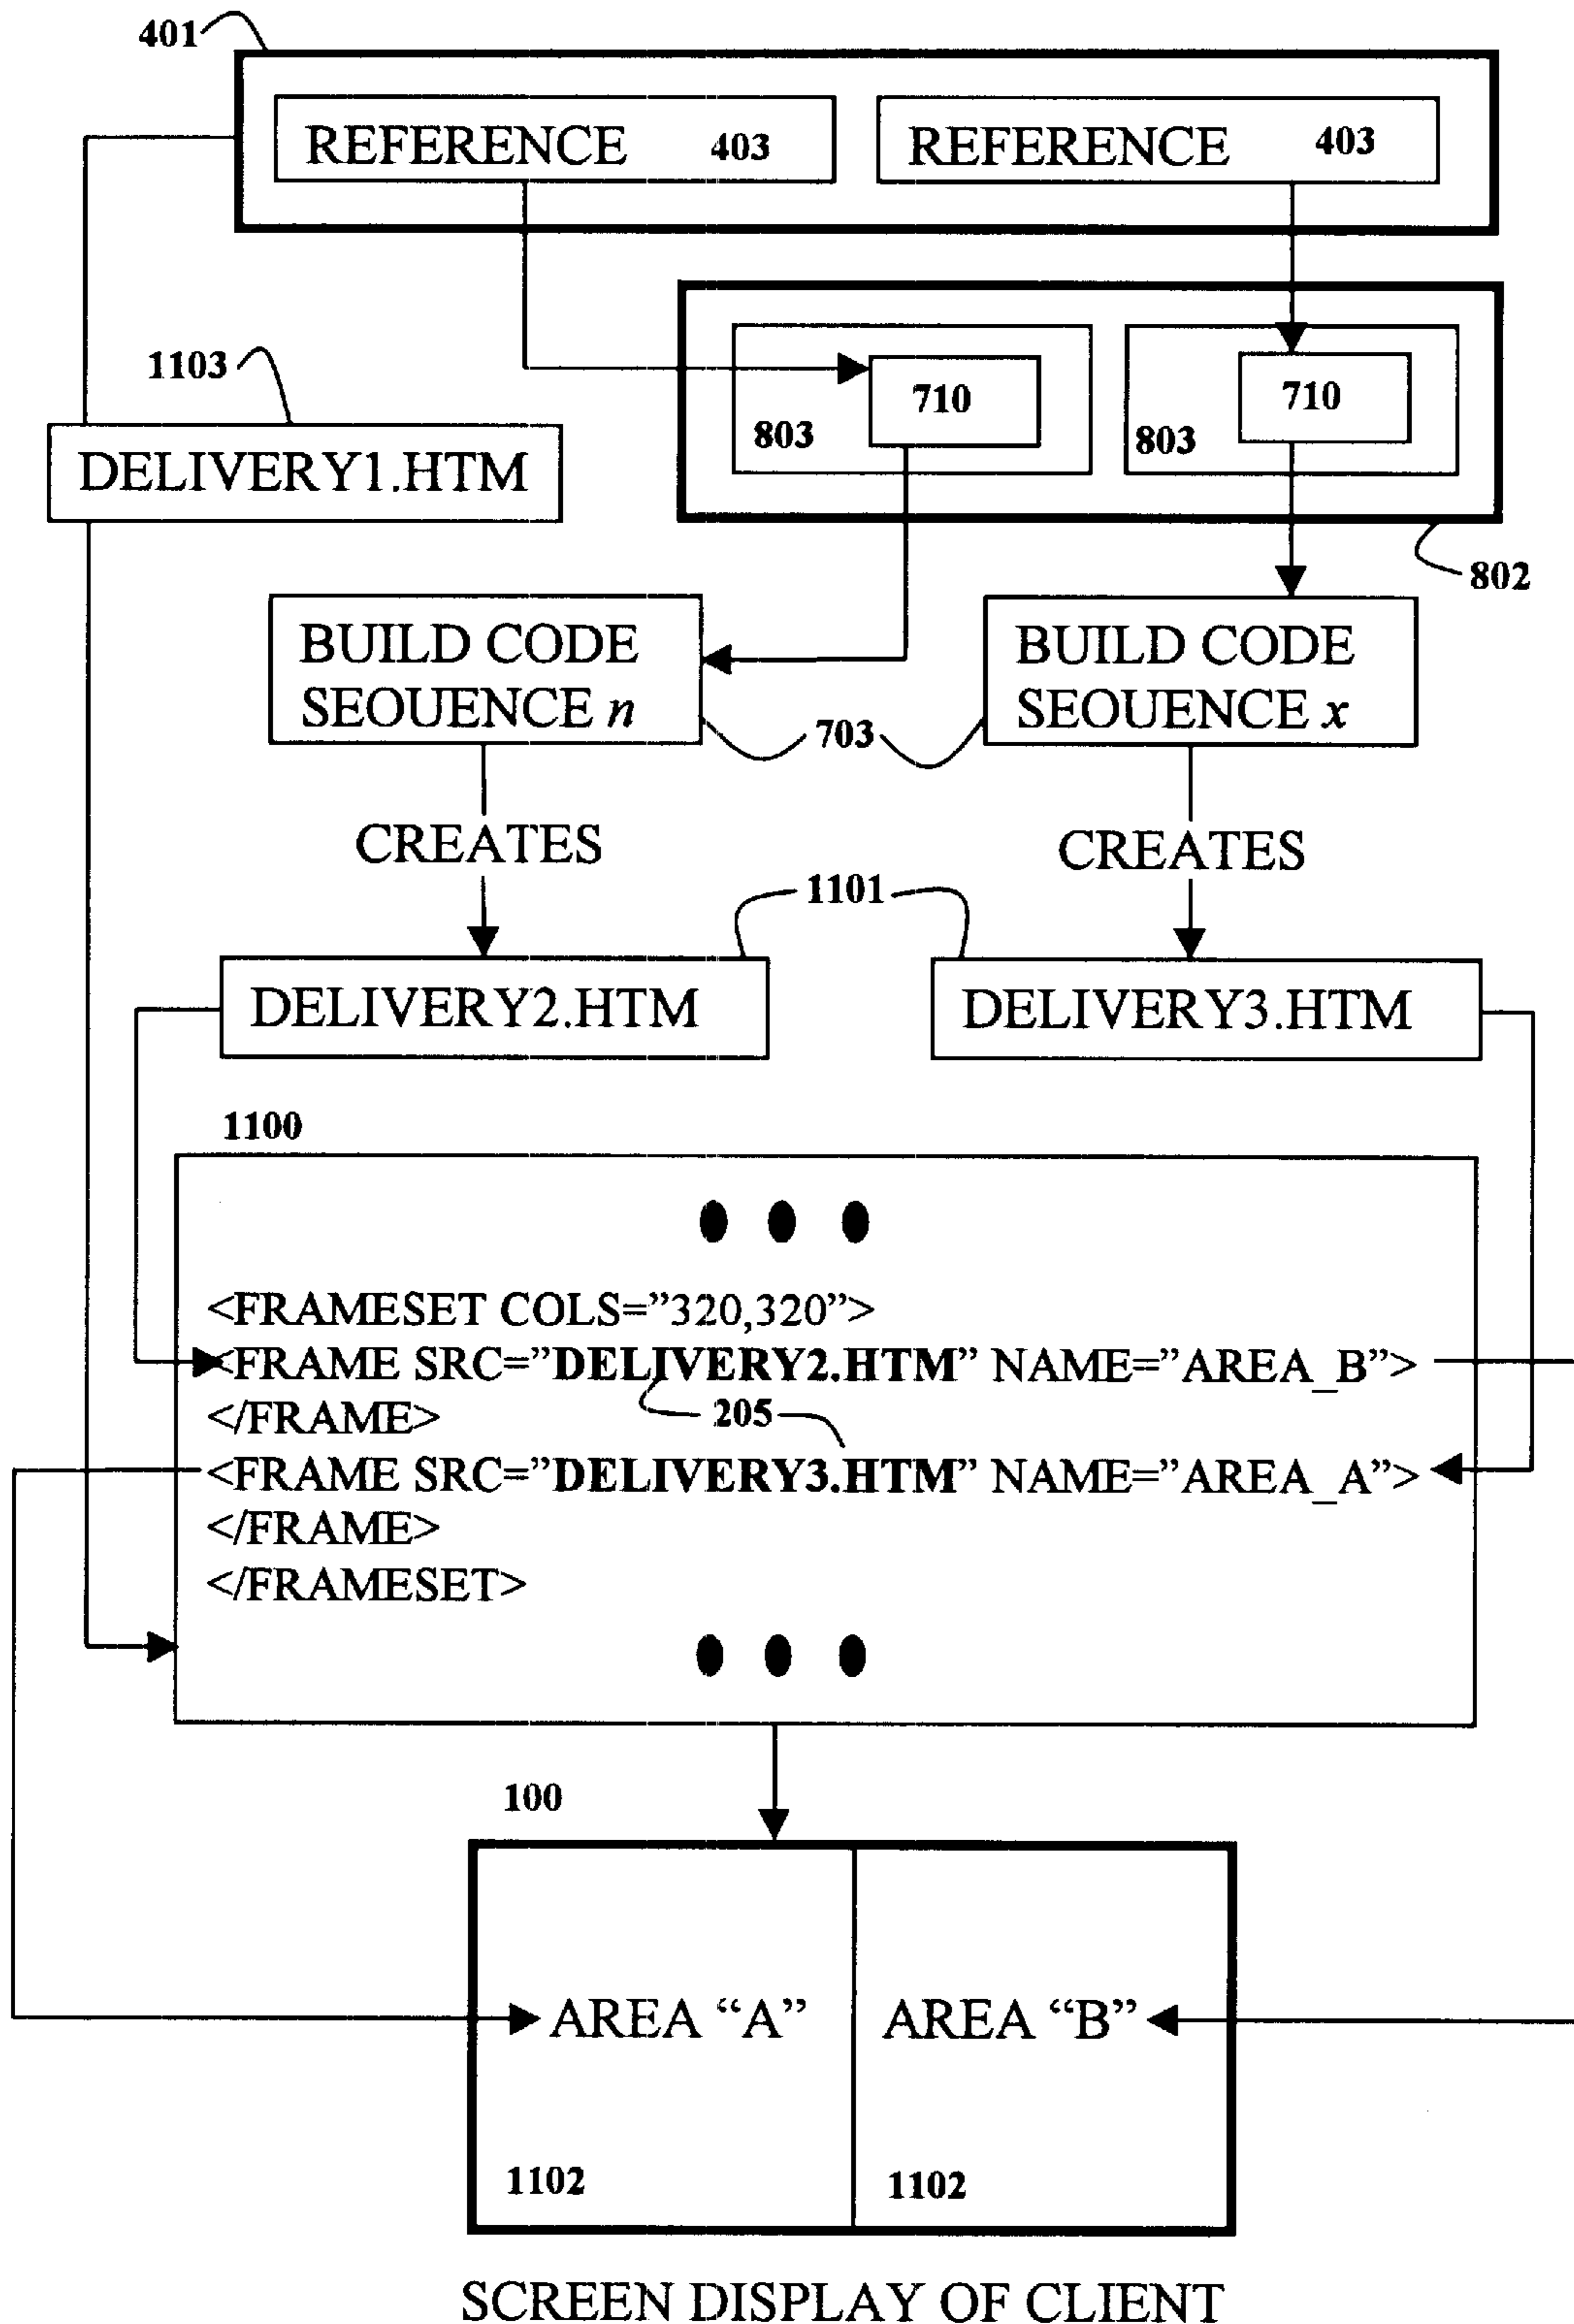 401
REFERENCE 403
REFERENCE 403
1103
DELIVERY1.HTM
710
803
710
803
802
BUILD CODE
SEQUENCE n
BUILD CODE
SEQUENCE x
703
CREATES
CREATES
1101
DELIVERY2.HTM
DELIVERY3.HTM
1100
<FRAMESET COLS=”320,320”>
<FRAME SRC=”DELIVERY2.HTM” NAME=”AREA_B”>
</FRAME>
205
<FRAME SRC=”DELIVERY3.HTM” NAME=”AREA_A”>
</FRAME>
</FRAMESET>
100
AREA “A”
AREA “B”
1102
1102
SCREEN DISPLAY OF CLIENT